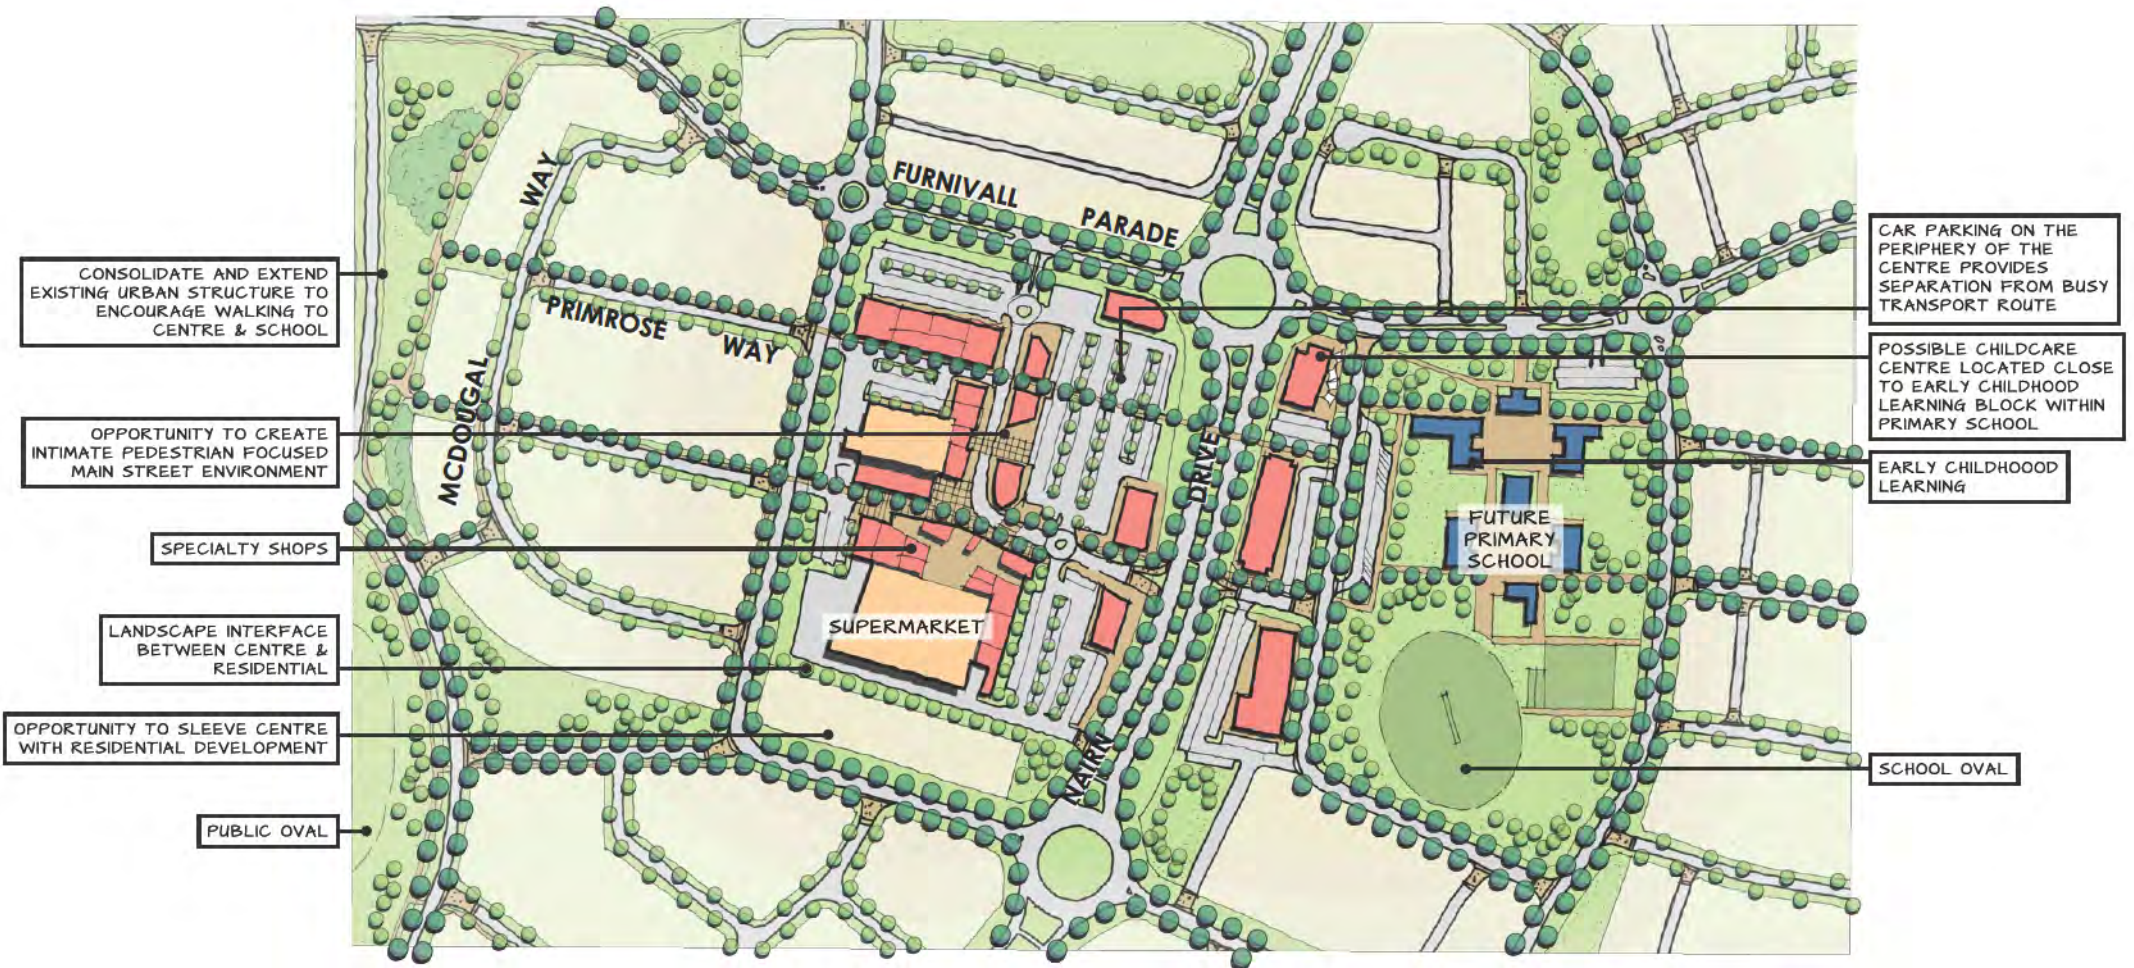 CONSOLIDATE AND EXTEND
EXISTING URBAN STRUCTURE TO
ENCOURAGE WALKING TO
CENTRE & SCHOOL
OPPORTUNITY TO CREATE
INTIMATE PEDESTRIAN FOCUSED
MAIN STREET ENVIRONMENT
SPECIALTY SHOPS
LANDSCAPE INTERFACE
BETWEEN CENTRE &
RESIDENTIAL
OPPORTUNITY TO SLEEVE CENTRE
WITH RESIDENTIAL DEVELOPMENT
PUBLIC OVAL
MCDOUGAL WAY
PRIMROSE WAY
FURNIVALL PARADE
NAIRN DRIVE
SUPERMARKET
FUTURE
PRIMARY
SCHOOL
CAR PARKING ON THE
PERIPHERY OF THE
CENTRE PROVIDES
SEPARATION FROM BUSY
TRANSPORT ROUTE
POSSIBLE CHILDCARE
CENTRE LOCATED CLOSE
TO EARLY CHILDHOOD
LEARNING BLOCK WITHIN
PRIMARY SCHOOL
EARLY CHILDHOOOD
LEARNING
SCHOOL OVAL